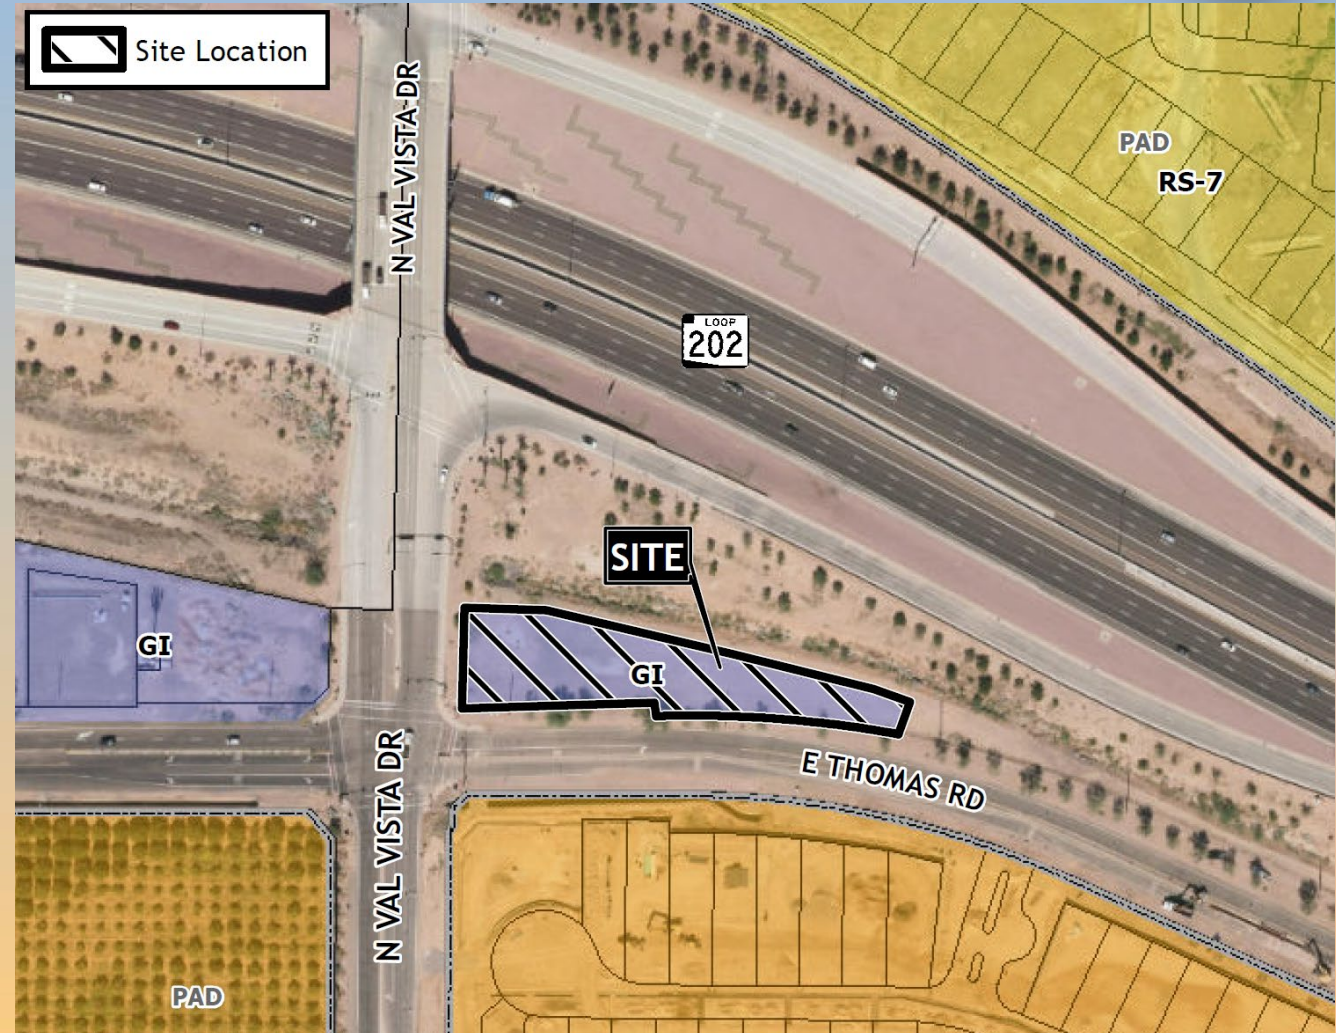 Site Location
N VAL VISTA DR
PAD
RS-7
LOOP
202
SITE
GI
GI
N VAL VISTA DR
E THOMAS RD
PAD